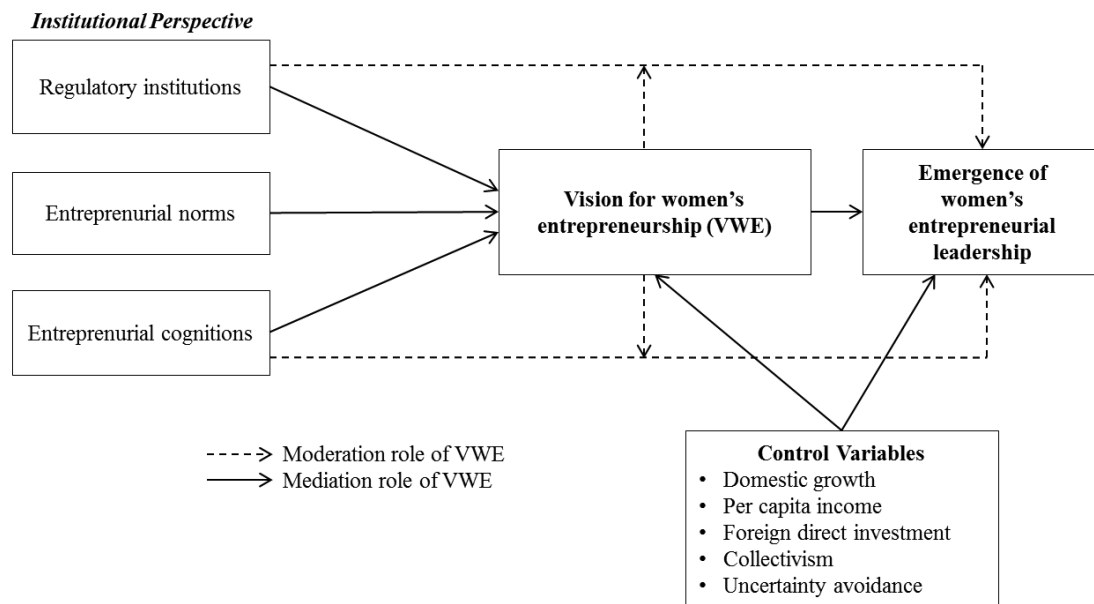 Institutional Perspective
Regulatory institutions
Entreprenurial norms
Entreprenurial cognitions
Vision for women's
entrepreneurship (VWE)
Emergence of
women's
entrepreneurial
leadership
Moderation role of VWE
Mediation role of VWE
Control Variables
• Domestic growth
• Per capita income
• Foreign direct investment
• Collectivism
• Uncertainty avoidance